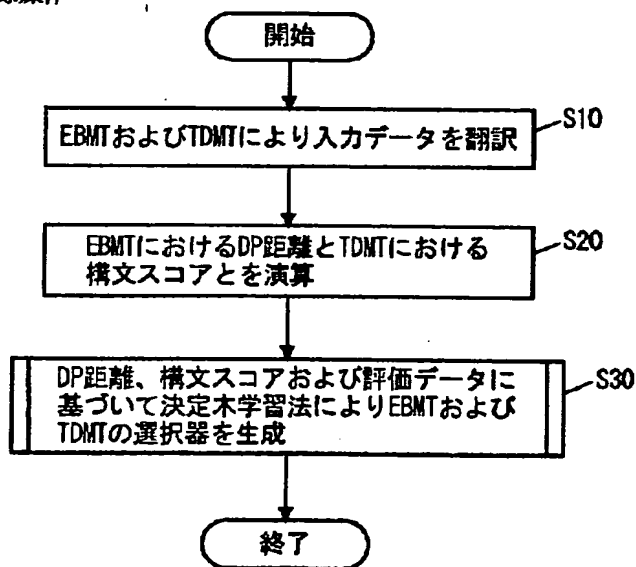 開始
EBMTおよびTDMTにより入力データを翻訳
S10
EBMTにおけるDP距離とTDMTにおける
構文スコアとを演算
S20
DP距離、構文スコアおよび評価データに
基づいて決定木学習法によりEBMTおよび
TDMTの選択器を生成
S30
終了